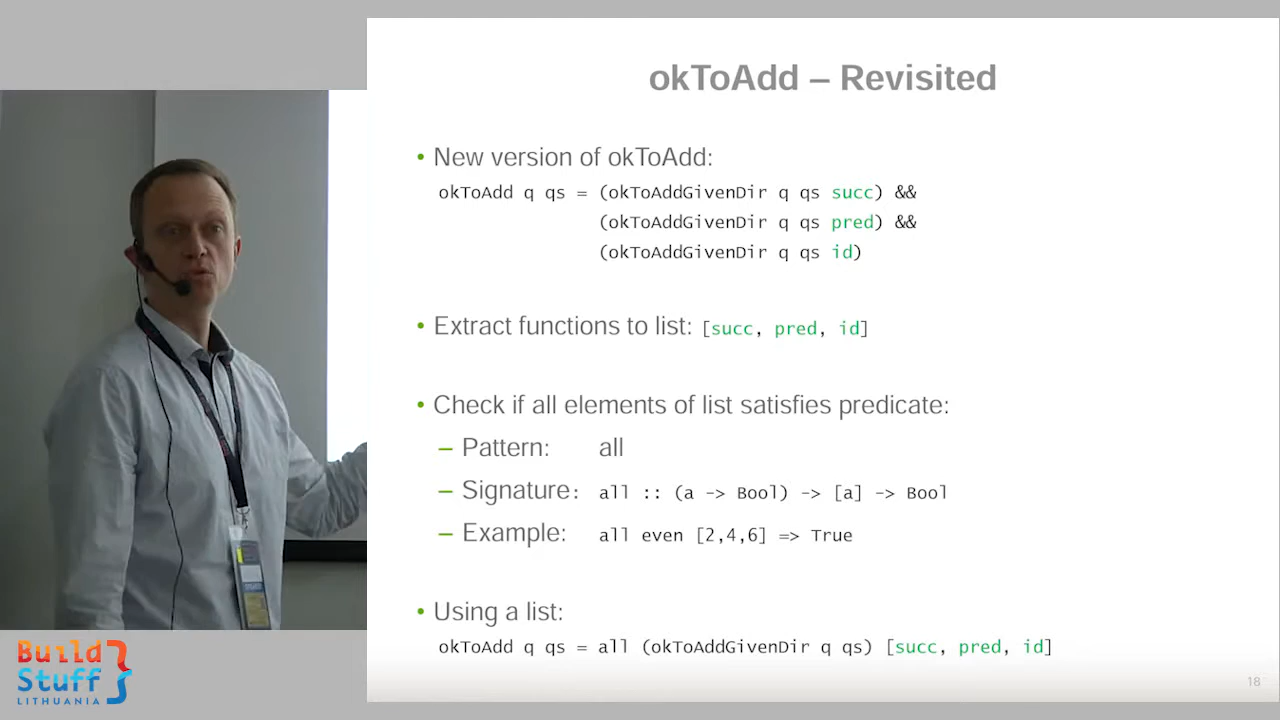 okToAdd – Revisited
• New version of okToAdd:
okToAdd q qs = (okToAddGivenDir q qs succ) &&
(okToAddGivenDir q qs pred) &&
(okToAddGivenDir q qs id)
• Extract functions to list: [succ, pred, id]
• Check if all elements of list satisfies predicate:
– Pattern: all
– Signature: all :: (a -> Bool) -> [a] -> Bool
– Example: all even [2,4,6] => True
• Using a list:
okToAdd q qs = all (okToAddGivenDir q qs) [succ, pred, id]
18
Build
Stuff
LITHUANIA